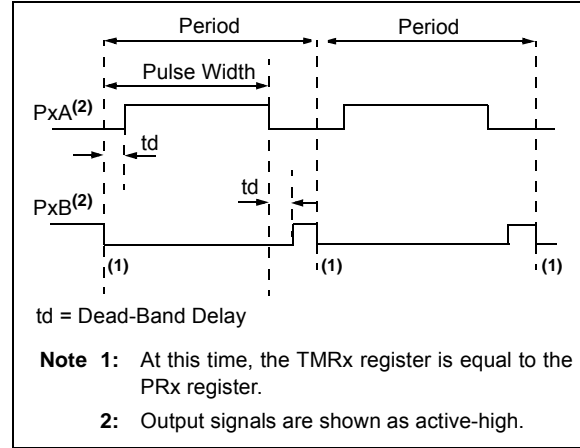 Period Period
Pulse Width
PxA(2)
td
td
PxB(2)
(1) (1) (1)
td = Dead-Band Delay
Note 1: At this time, the TMRx register is equal to the
PRx register.
2: Output signals are shown as active-high.